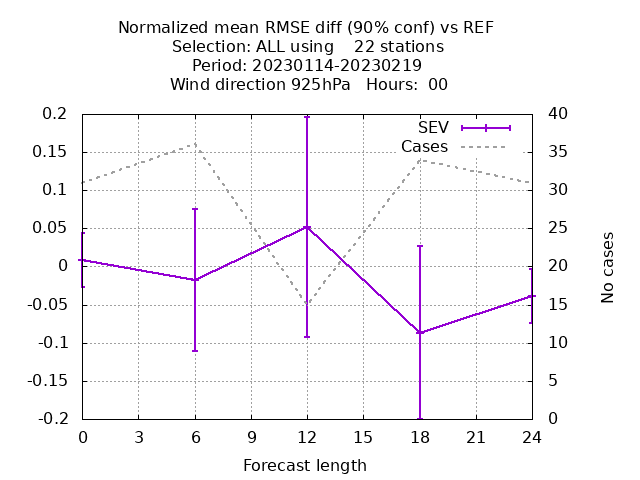 Normalized mean RMSE diff (90% conf) vs REF
Selection: ALL using    22 stations
Period: 20230114-20230219
Wind direction 925hPa   Hours:  00
SEV
Cases
0.2
0.15
0.1
0.05
0
-0.05
-0.1
-0.15
-0.2
40
35
30
25
20
15
10
5
0
No cases
0 3 6 9 12 15 18 21 24
Forecast length